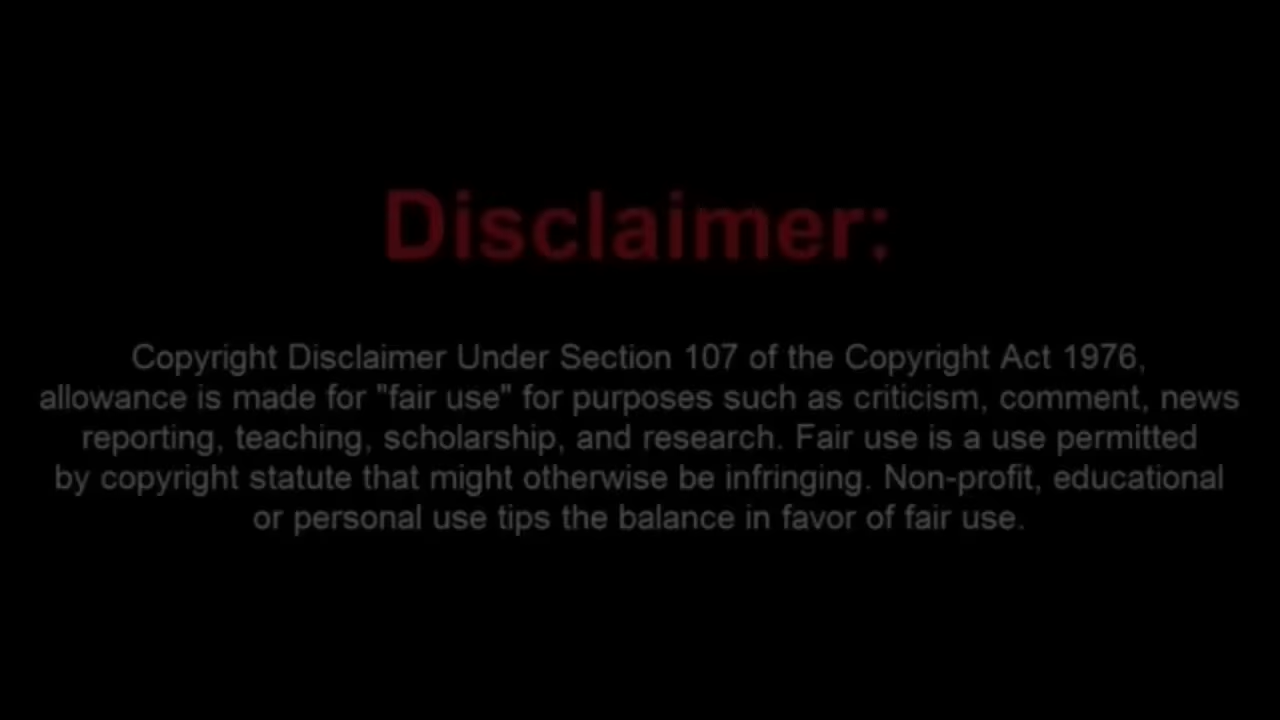 Disclaimer:
Copyright Disclaimer Under Section 107 of the Copyright Act 1976,
allowance is made for "fair use" for purposes such as criticism, comment, news
reporting, teaching, scholarship, and research. Fair use is a use permitted
by copyright statute that might otherwise be infringing. Non-profit, educational
or personal use tips the balance in favor of fair use.